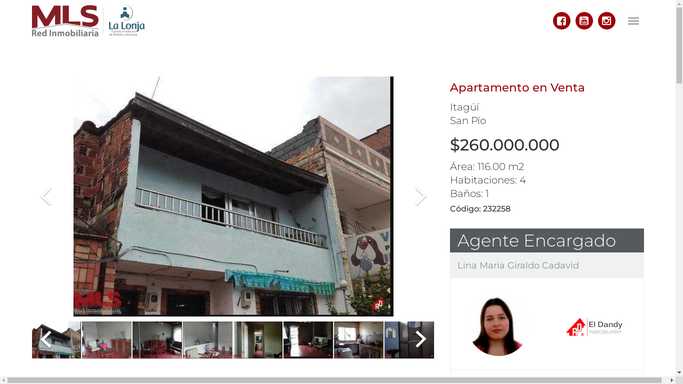 MLS
Red Inmobiliaria
La Lonja
Apartamento en Venta
Itagüí
San Pío
$260.000.000
Área: 116.00 m2
Habitaciones: 4
Baños: 1
Código: 232258
Agente Encargado
Lina Maria Giraldo Cadavid
El Dandy